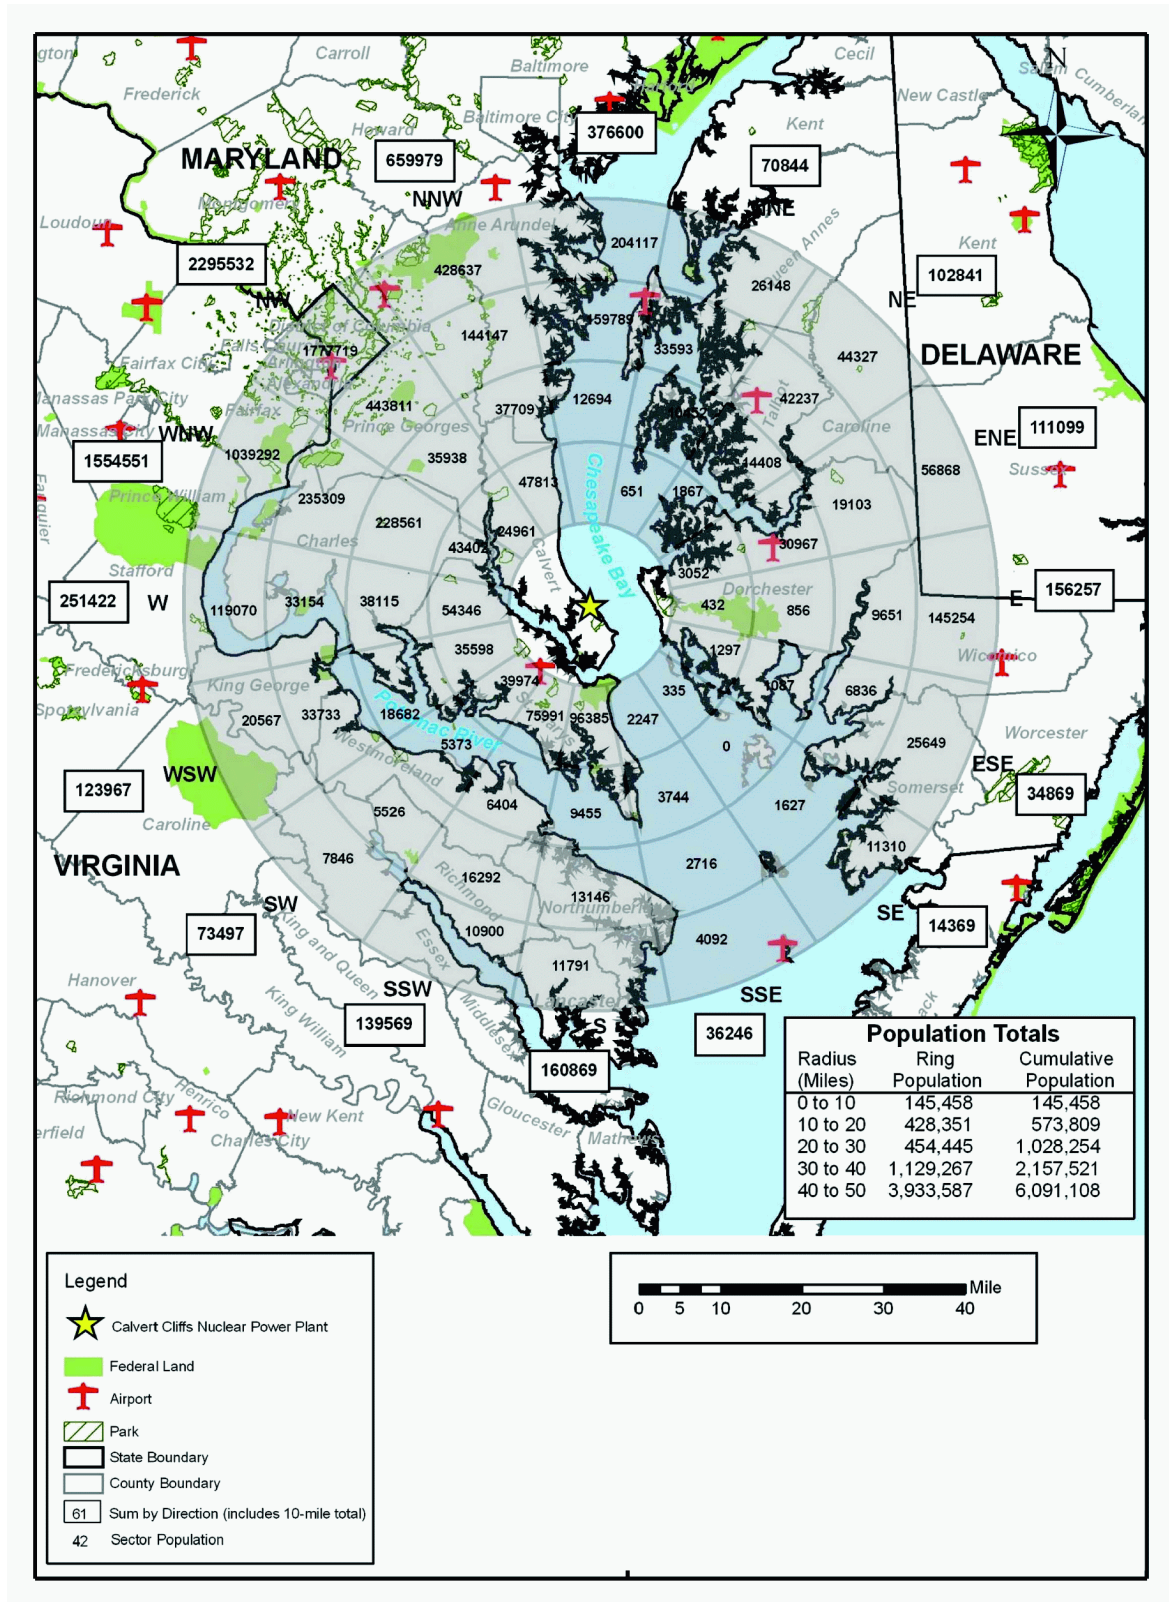 gton
Carroll
Baltimore
Cecil
N
Salem
Cumberlan
Frederick
Harford
New Castle
Baltimore City
Howard
376600
Kent
MARYLAND
659979
70844
NNW
NNE
Montgomery
Loudoun
Anne Arundel
Queen Annes
204117
Kent
2295532
428637
26148
102841
NW
NE
District of Columbia
159789
144147
Falls Church
1777719
33593
44327
DELAWARE
Fairfax City
Arlington
Alexandria
Manassas Park City
12694
42237
Talbot
Fairfax
443811
37709
Manassas City
WNW
Prince Georges
Caroline
ENE
111099
1554551
1039292
35938
14408
56868
Sussex
Chesapeake Bay
47813
651
1867
Prince William
235309
19103
Fauquier
228561
24961
Charles
43402
30967
Calvert
Stafford
3052
251422
W
Dorchester
E
156257
119070
33154
38115
54346
432
856
9651
145254
35598
1297
Wicomico
Fredericksburg
39974
King George
335
6836
Spotsylvania
20567
33733
18682
Potomac River
75991
96385
2247
St Marys
5373
0
25649
Worcester
Westmoreland
WSW
ESE
123967
5526
6404
9455
3744
1627
Somerset
34869
Caroline
7846
2716
11310
VIRGINIA
16292
Richmond
13146
SW
Northumberland
SE
73497
10900
4092
14369
King and Queen
Essex
11791
Hanover
SSW
SSE
ack
King William
Middlesex
Lancaster
139569
S
36246
160869
Richmond City
Henrico
New Kent
Gloucester
erfield
Charles City
Mathews
Population Totals
Radius Ring Cumulative
(Miles) Population Population
0 to 10 145,458 145,458
10 to 20 428,351 573,809
20 to 30 454,445 1,028,254
30 to 40 1,129,267 2,157,521
40 to 50 3,933,587 6,091,108
Legend
Calvert Cliffs Nuclear Power Plant
Federal Land
Airport
Park
State Boundary
County Boundary
61 Sum by Direction (includes 10-mile total)
42 Sector Population
Mile
0 5 10 20 30 40